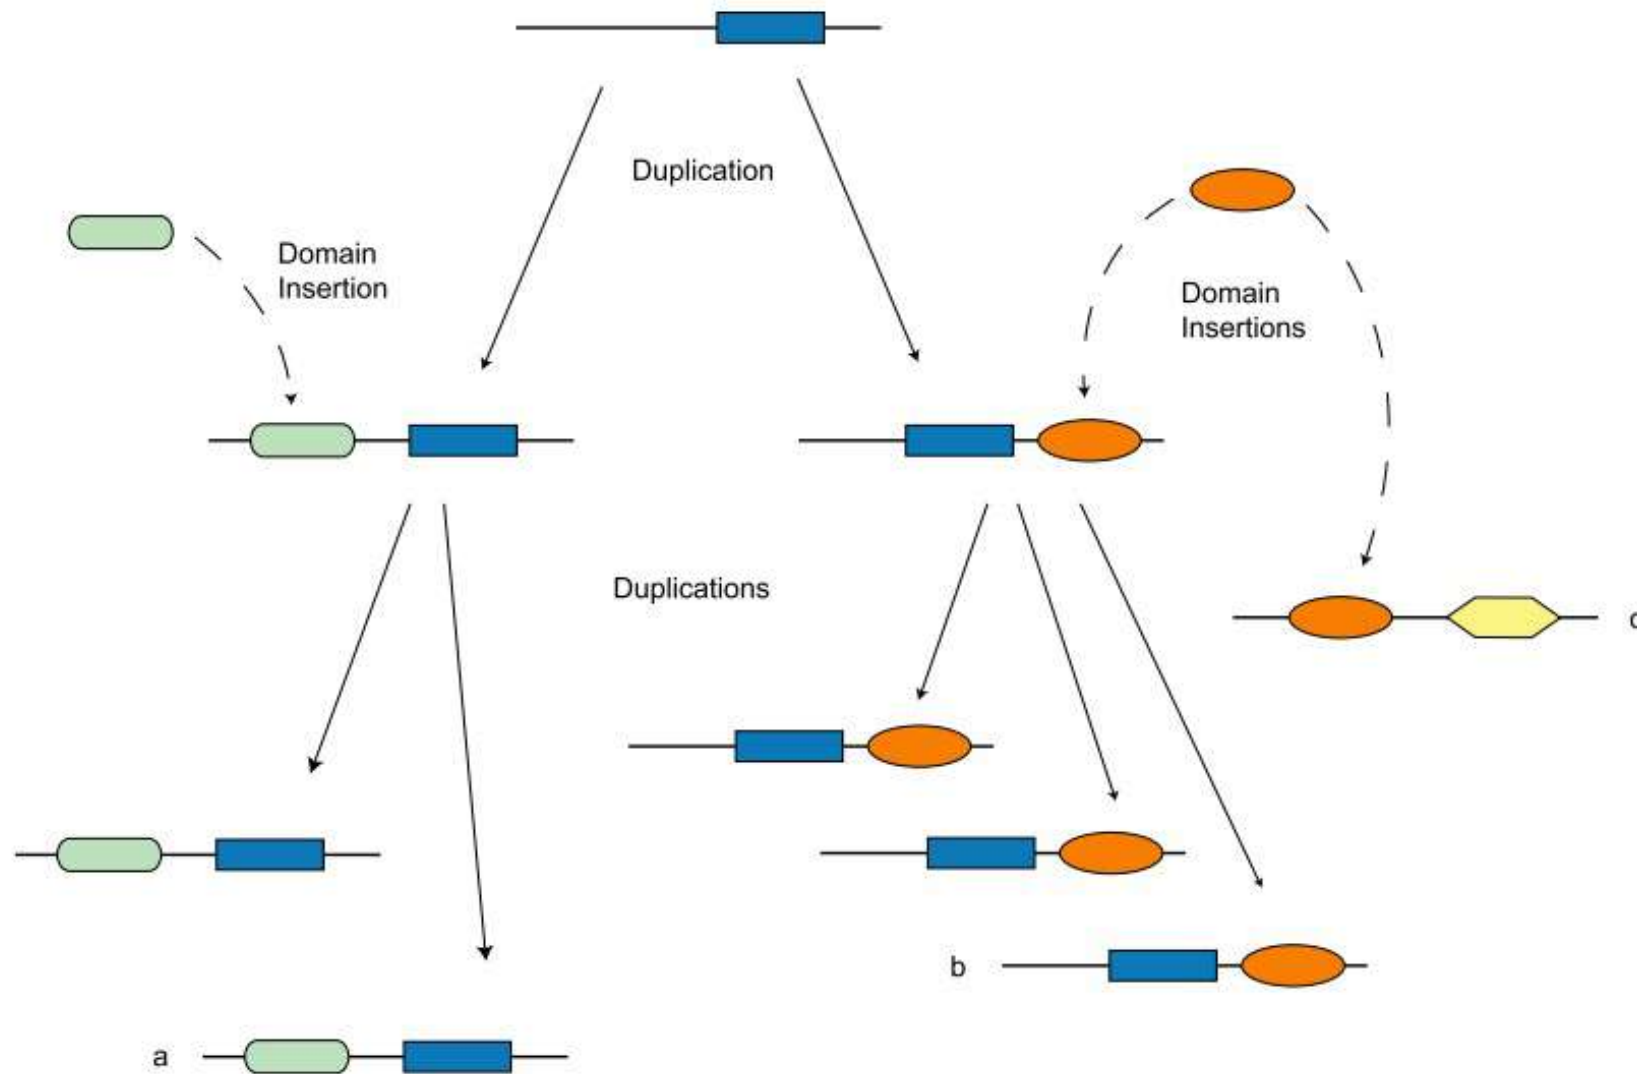 Duplication
Domain
Insertion
Domain
Insertions
Duplications
b
a